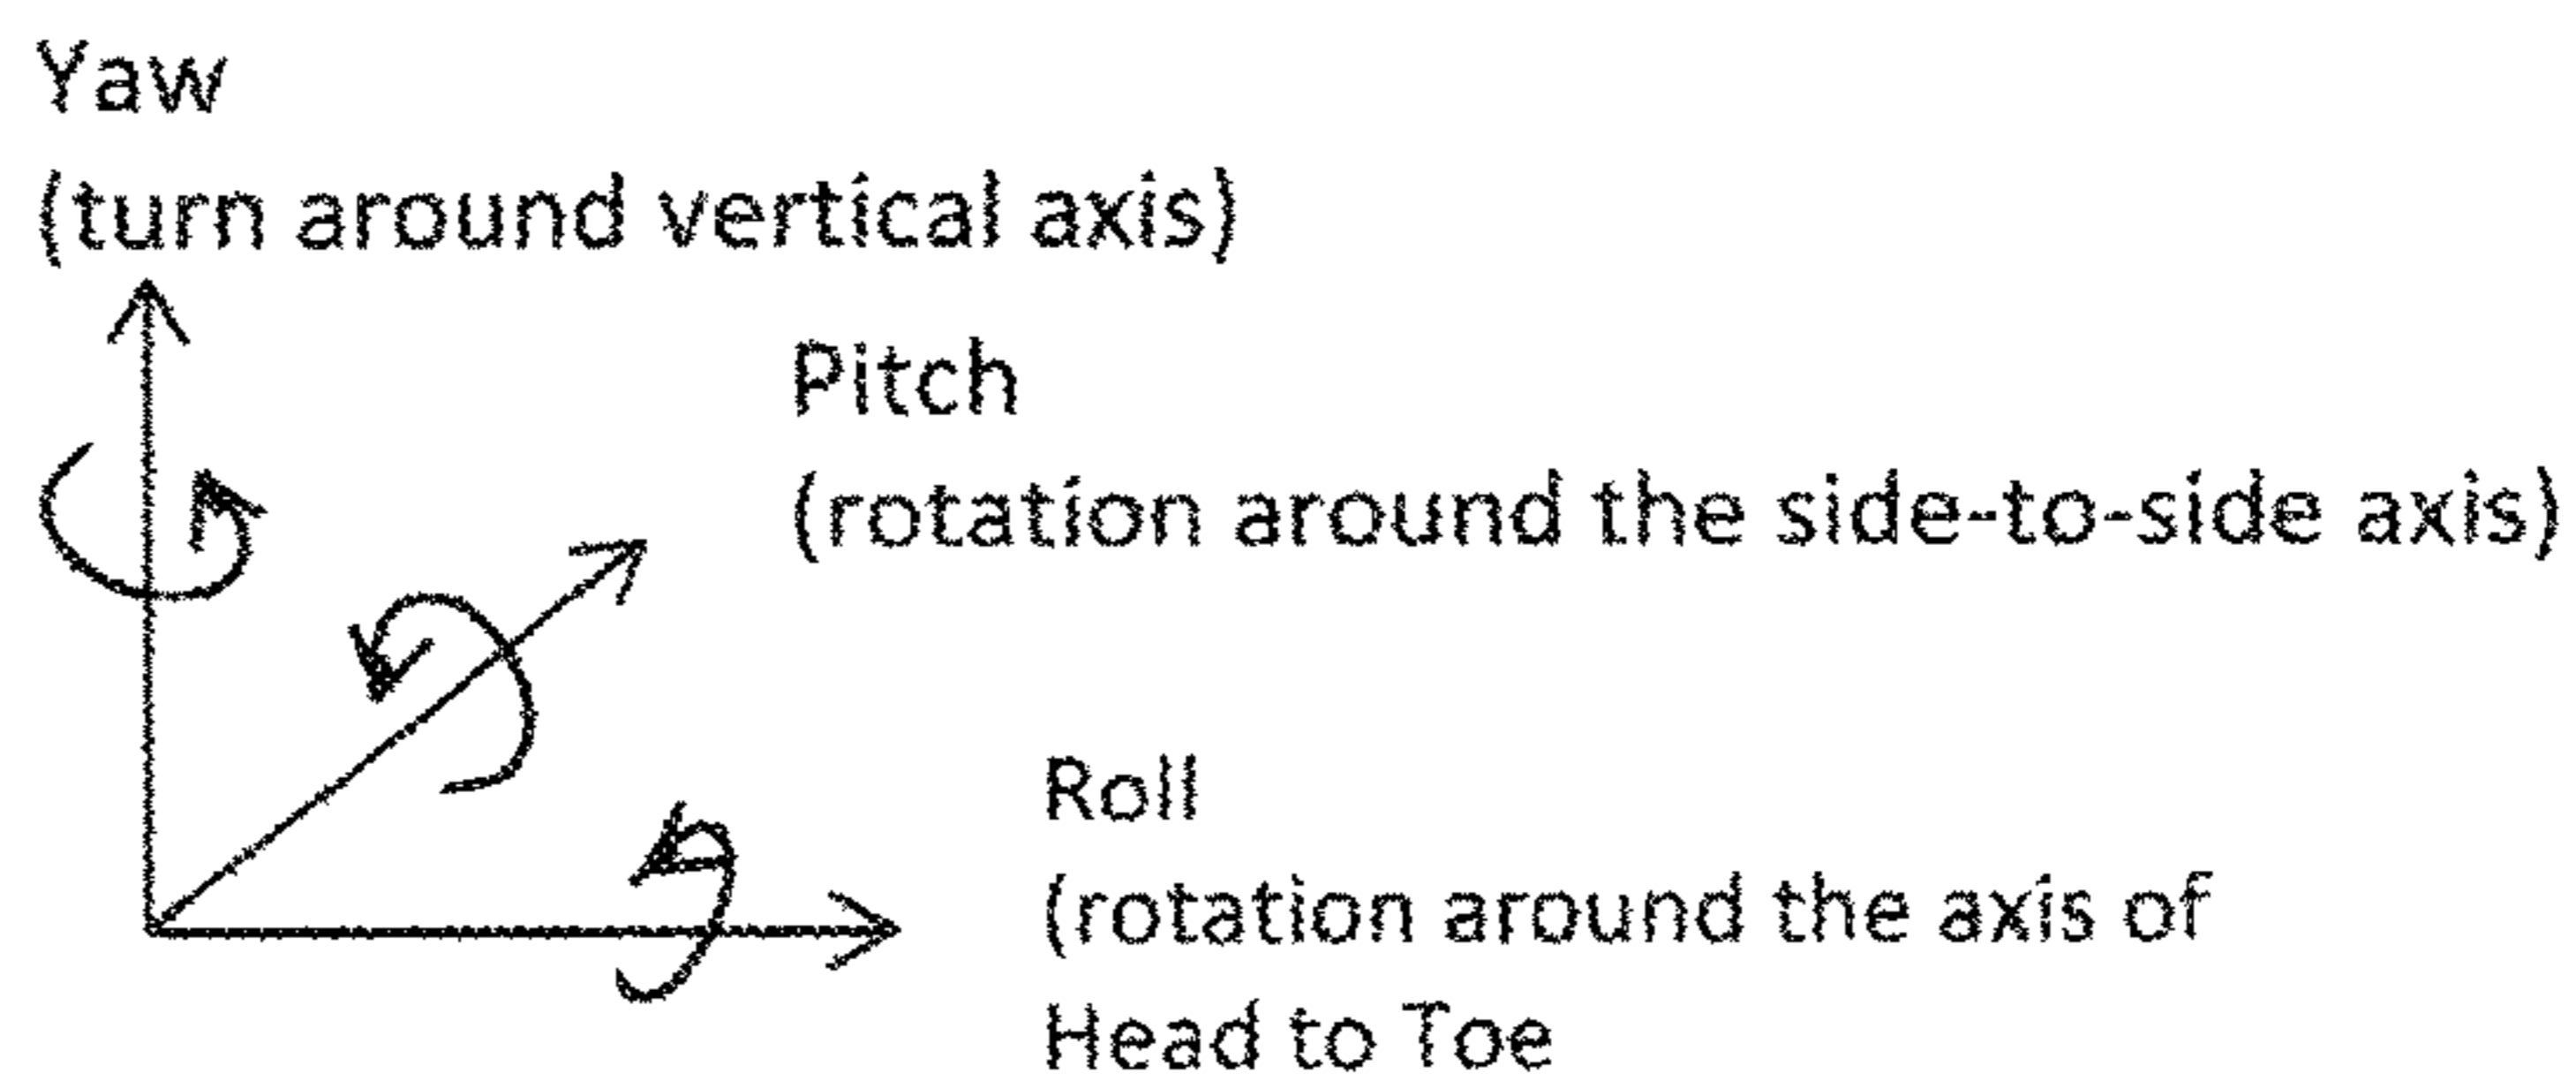 Yaw
(turn around vertical axis)
Pitch
(rotation around the side-to-side axis)
Roll
(rotation around the axis of
Head to Toe